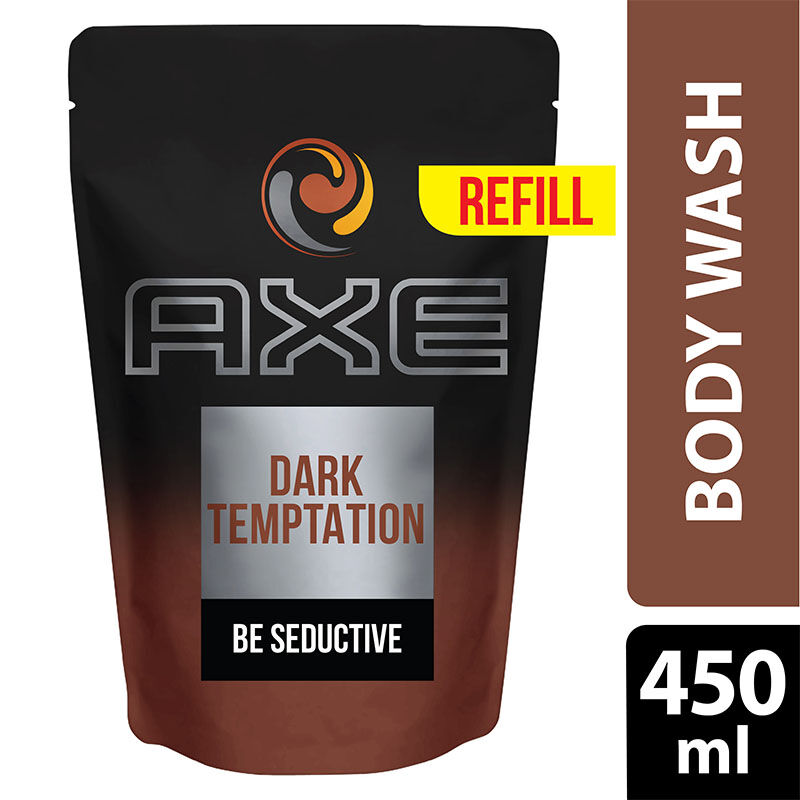 REFILL
AXE
DARK
TEMPTATION
BE SEDUCTIVE
BODY WASH
450
ml